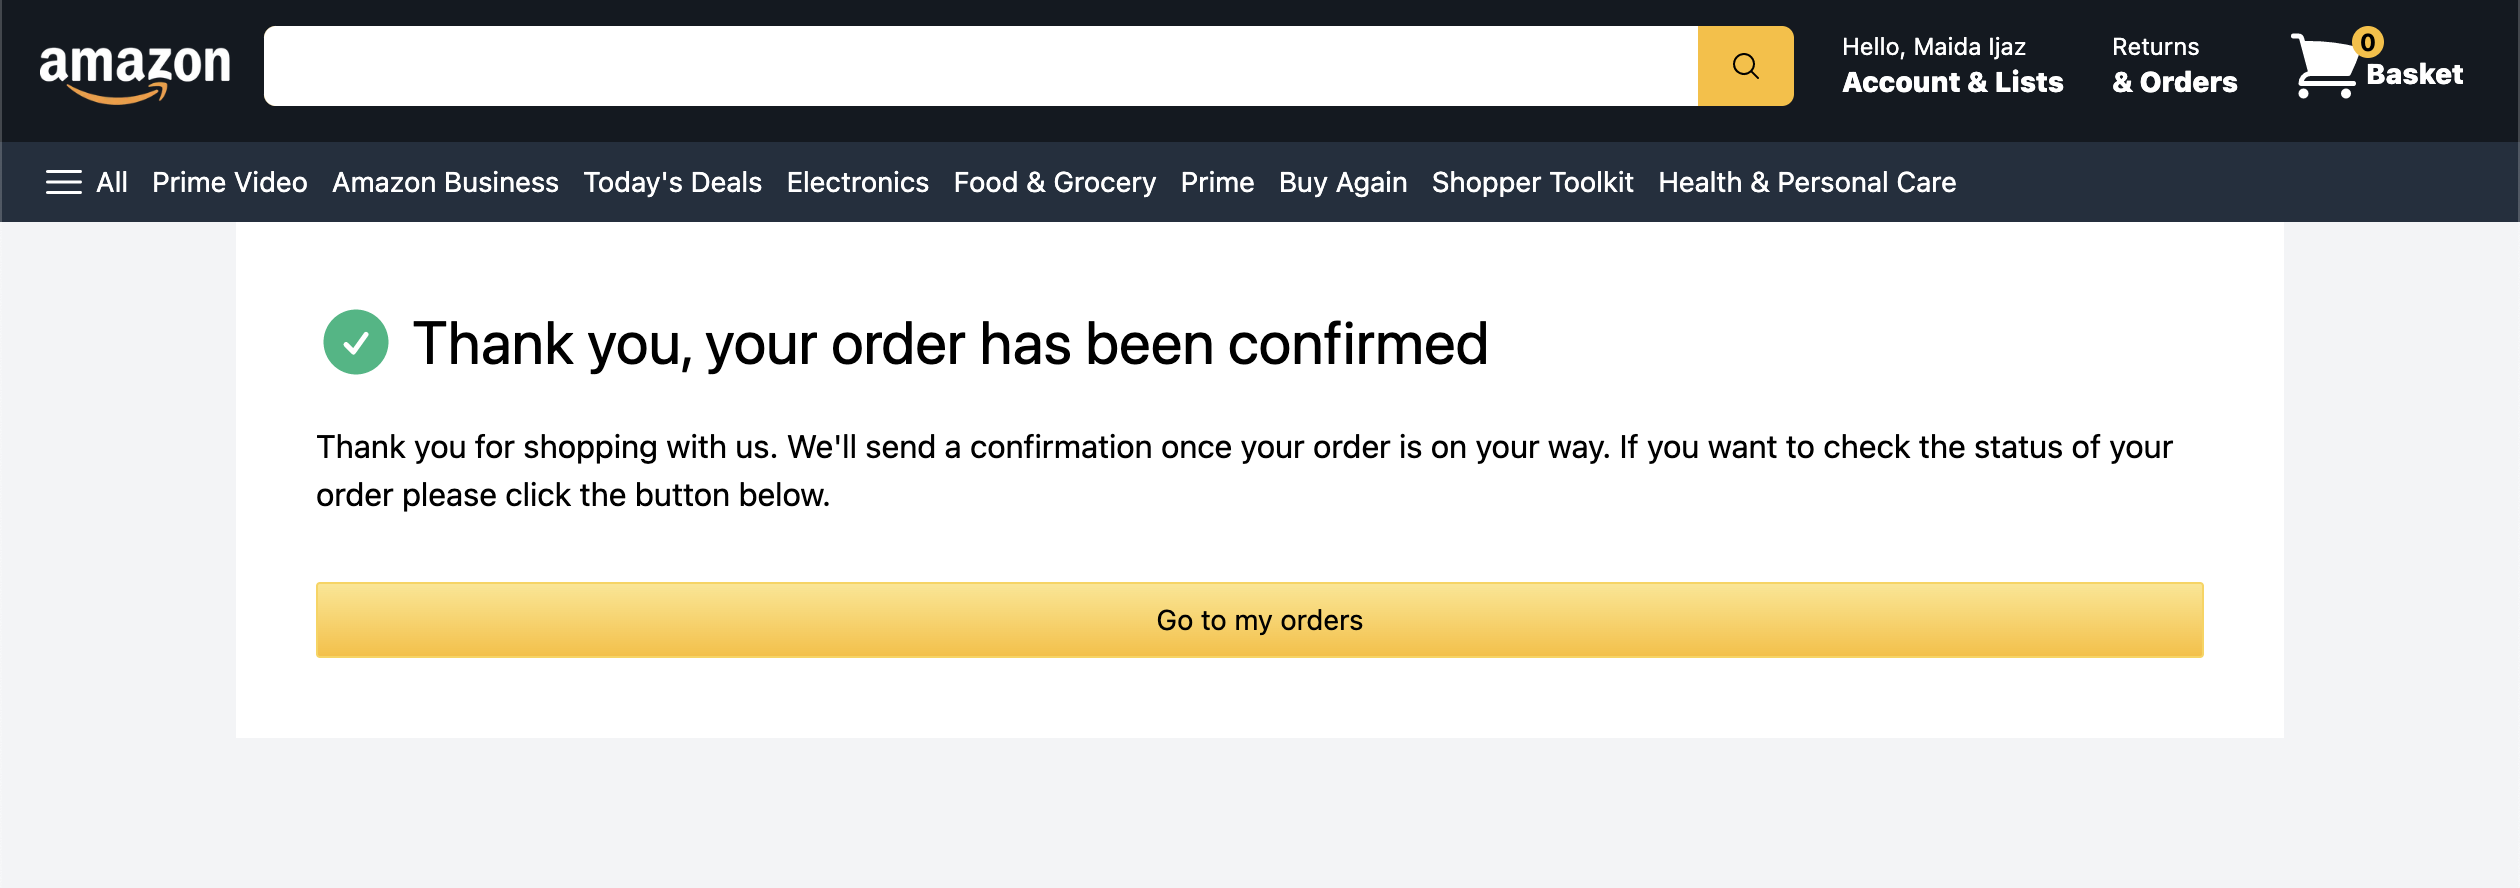 amazon
Hello, Maida Ijaz
Account & Lists
Returns
& Orders
0
Basket
All Prime Video Amazon Business Today's Deals Electronics Food & Grocery Prime Buy Again Shopper Toolkit Health & Personal Care
Thank you, your order has been confirmed
Thank you for shopping with us. We'll send a confirmation once your order is on your way. If you want to check the status of your
order please click the button below.
Go to my orders